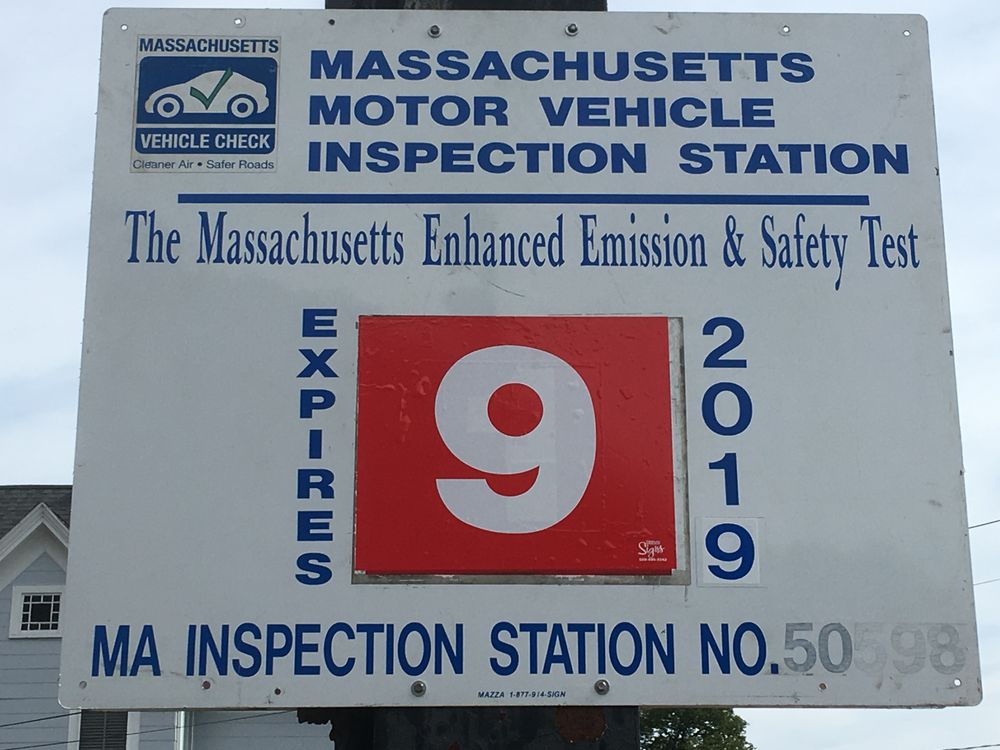 MASSACHUSETTS
VEHICLE CHECK
Cleaner Air • Safer Roads
MASSACHUSETTS
MOTOR VEHICLE
INSPECTION STATION
The Massachusetts Enhanced Emission & Safety Test
EXPIRES
9
2019
Signs
MA INSPECTION STATION NO. 50598
MAZZA 1-877-914-SIGN